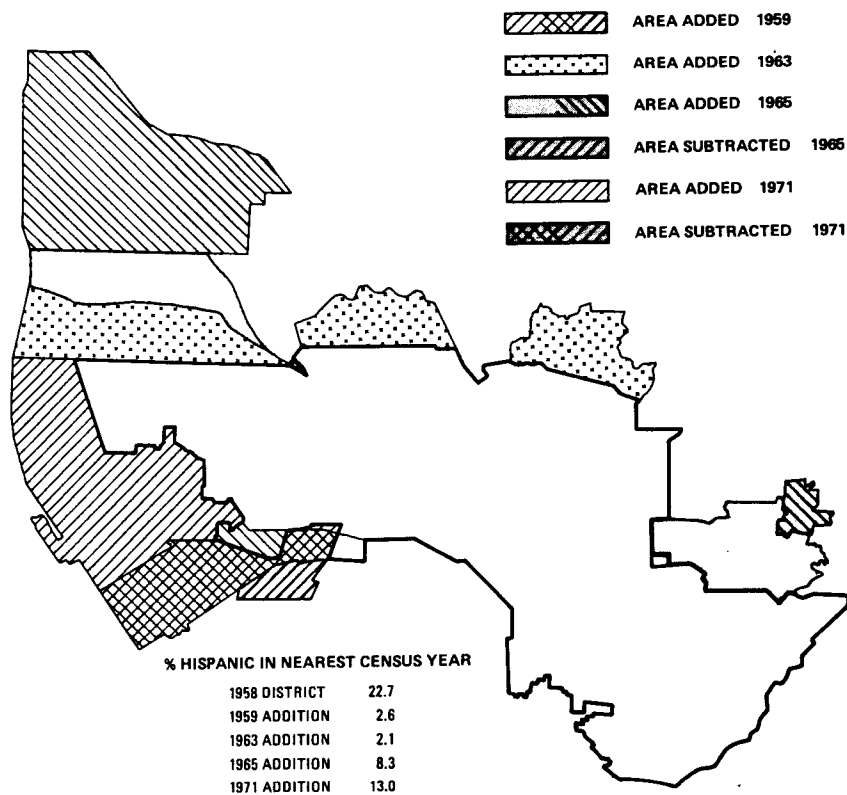 AREA ADDED 1959
AREA ADDED 1963
AREA ADDED 1965
AREA SUBTRACTED 1965
AREA ADDED 1971
AREA SUBTRACTED 1971
% HISPANIC IN NEAREST CENSUS YEAR
1958 DISTRICT 22.7
1959 ADDITION 2.6
1963 ADDITION 2.1
1965 ADDITION 8.3
1971 ADDITION 13.0